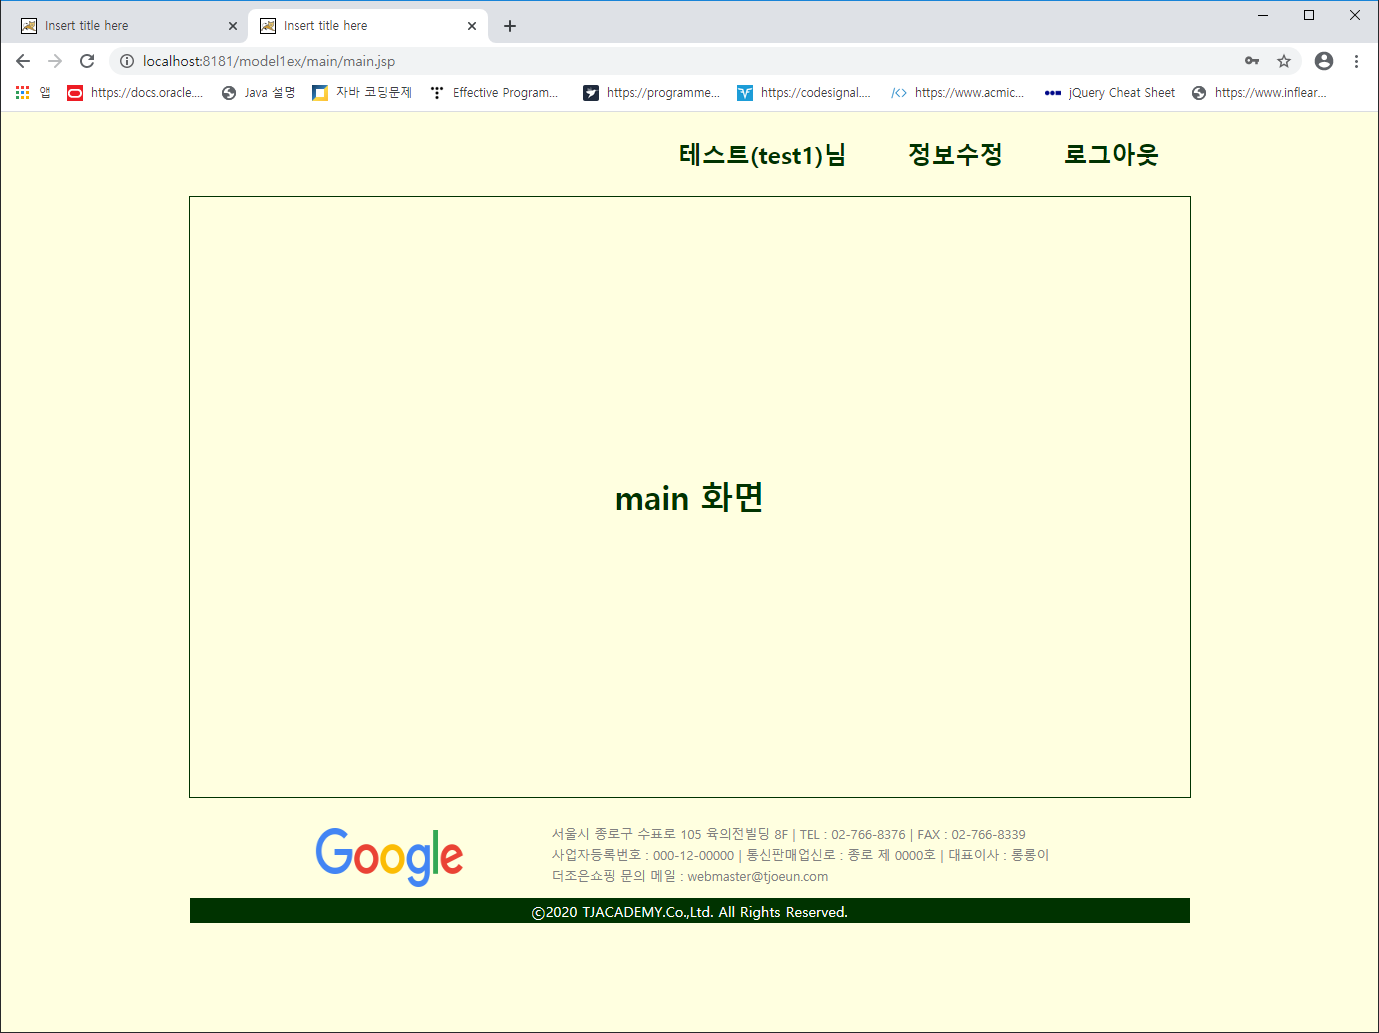 Insert title here
Insert title here
localhost:8181/model1ex/main/main.jsp
앱 https://docs.oracle.... Java 설명 자바 코딩문제 Effective Program... https://programme... https://codesignal.... https://www.acmic... jQuery Cheat Sheet https://www.inflear...
테스트(test1)님 정보수정 로그아웃
main 화면
Google
서울시 종로구 수표로 105 육의전빌딩 8F | TEL : 02-766-8376 | FAX : 02-766-8339
사업자등록번호 : 000-12-00000 | 통신판매업신로 : 종로 제 0000호 | 대표이사 : 롱롱이
더조은쇼핑 문의 메일 : webmaster@tjoeun.com
©2020 TJACADEMY.Co.,Ltd. All Rights Reserved.